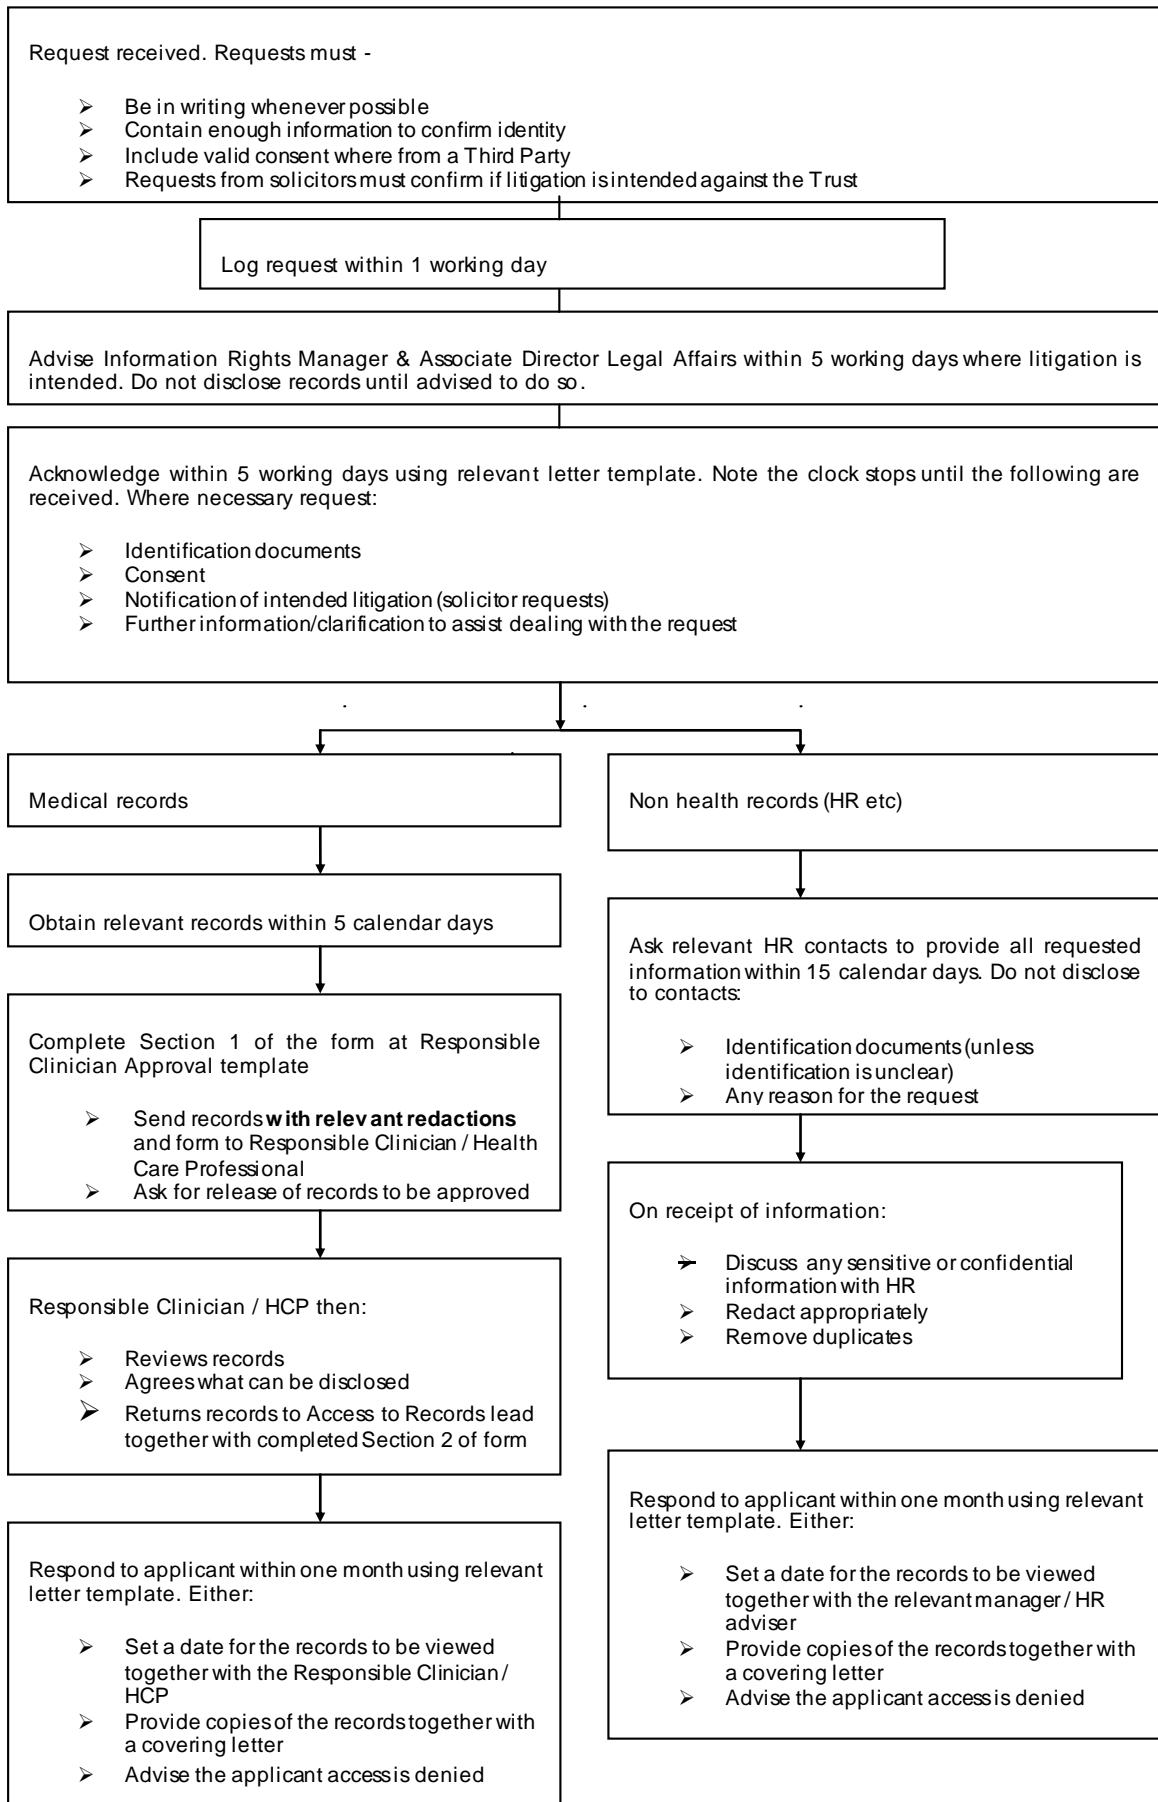 Request received. Requests must -
➢ Be in writing whenever possible
➢ Contain enough information to confirm identity
➢ Include valid consent where from a Third Party
➢ Requests from solicitors must confirm if litigation is intended against the Trust
Log request within 1 working day
Advise Information Rights Manager & Associate Director Legal Affairs within 5 working days where litigation is
intended. Do not disclose records until advised to do so.
Acknowledge within 5 working days using relevant letter template. Note the clock stops until the following are
received. Where necessary request:
➢ Identification documents
➢ Consent
➢ Notification of intended litigation (solicitor requests)
➢ Further information/clarification to assist dealing with the request
Medical records
Obtain relevant records within 5 calendar days
Complete Section 1 of the form at Responsible
Clinician Approval template
➢ Send records with relevant redactions
and form to Responsible Clinician / Health
Care Professional
➢ Ask for release of records to be approved
Responsible Clinician / HCP then:
➢ Reviews records
➢ Agrees what can be disclosed
➢ Returns records to Access to Records lead
together with completed Section 2 of form
Respond to applicant within one month using relevant
letter template. Either:
➢ Set a date for the records to be viewed
together with the Responsible Clinician /
HCP
➢ Provide copies of the records together with
a covering letter
➢ Advise the applicant access is denied
Non health records (HR etc)
Ask relevant HR contacts to provide all requested
information within 15 calendar days. Do not disclose
to contacts:
➢ Identification documents (unless
identification is unclear)
➢ Any reason for the request
On receipt of information:
➢ Discuss any sensitive or confidential
information with HR
➢ Redact appropriately
➢ Remove duplicates
Respond to applicant within one month using relevant
letter template. Either:
➢ Set a date for the records to be viewed
together with the relevant manager / HR
adviser
➢ Provide copies of the records together with
a covering letter
➢ Advise the applicant access is denied